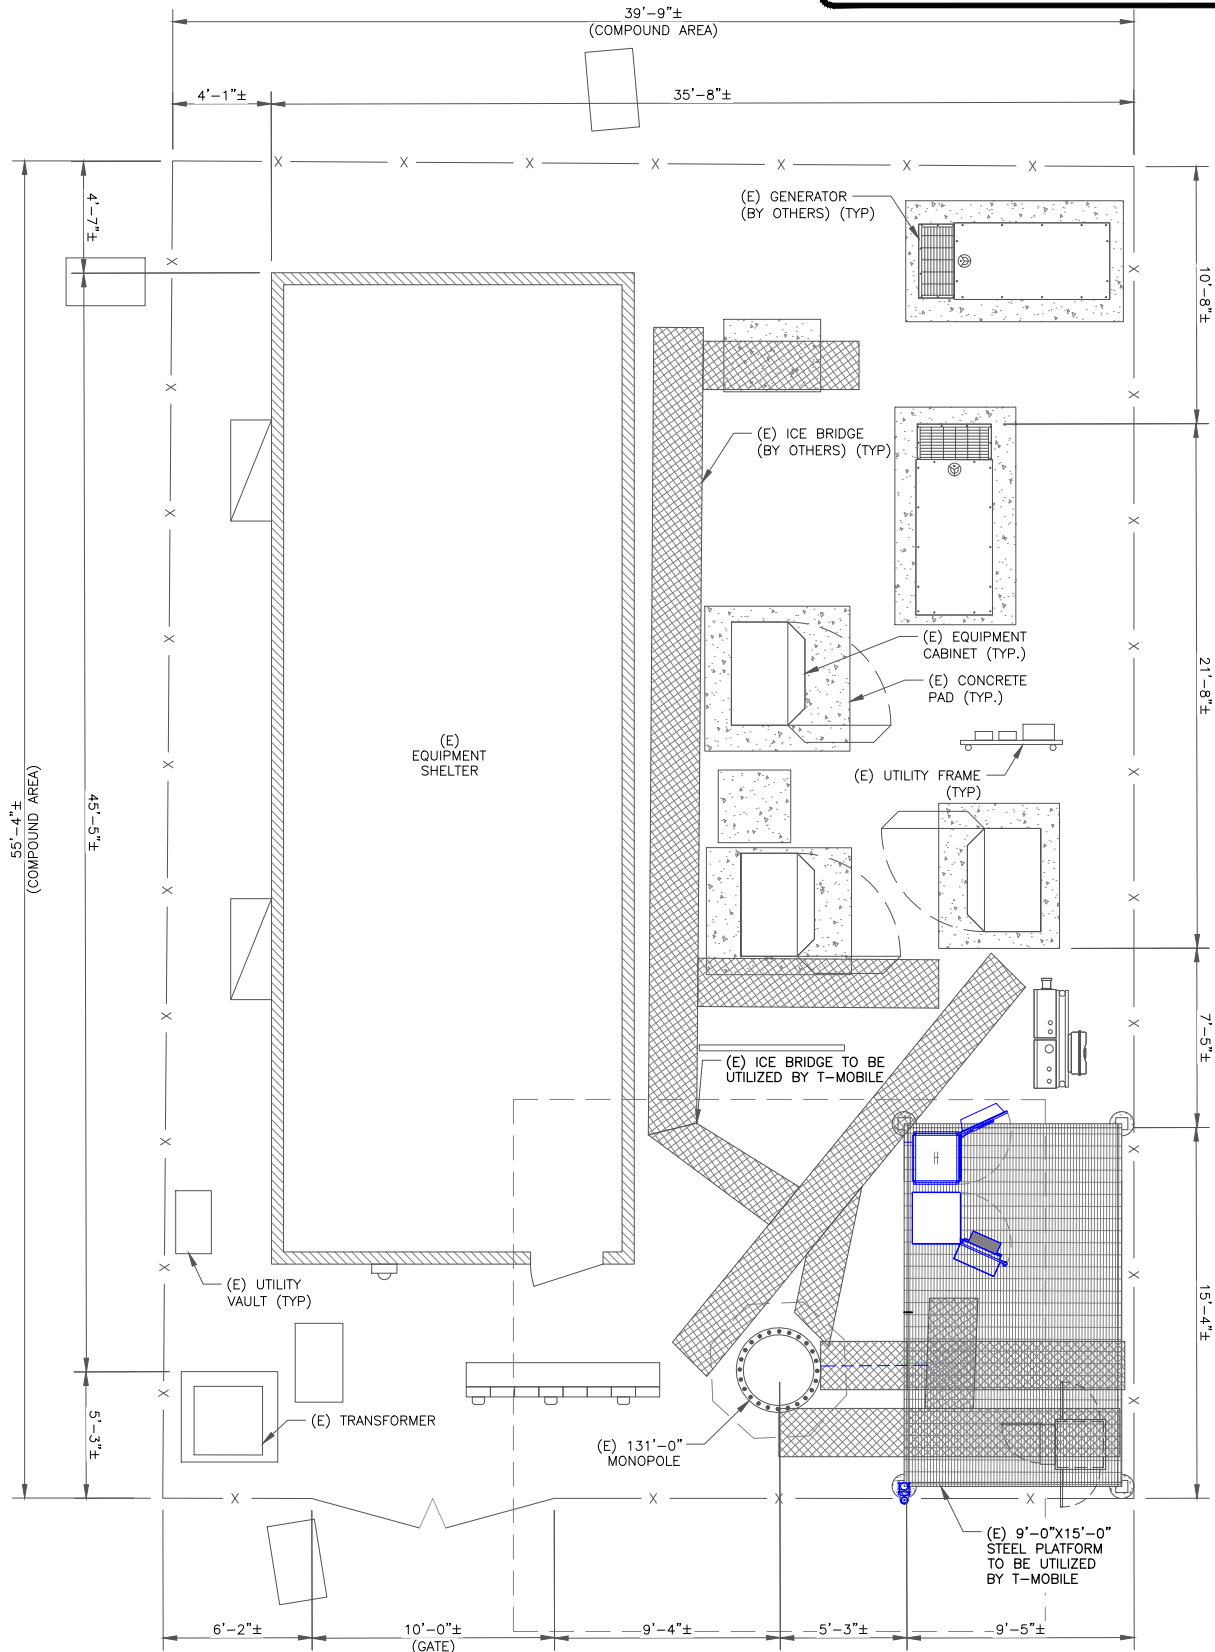 39'-9"±
(COMPOUND AREA)
4'-1"±
35'-8"±
X X X X X X X
4'-7"±
(E) GENERATOR
(BY OTHERS) (TYP)
10'-8"±
X
X
X
X
(E) ICE BRIDGE
(BY OTHERS) (TYP)
X
X
X
X
(E) EQUIPMENT
CABINET (TYP.)
(E) CONCRETE
PAD (TYP.)
21'-8"±
(E)
EQUIPMENT
SHELTER
X
X
(E) UTILITY FRAME
(TYP)
55'-4"±
(COMPOUND AREA)
45'-5"±
X
X
X
X
7'-5"±
(E) ICE BRIDGE TO BE
UTILIZED BY T-MOBILE
X
X
H
X
X
(E) UTILITY
VAULT (TYP)
15'-4"±
X
X
5'-3"±
(E) TRANSFORMER
(E) 131'-0"
MONOPOLE
X X X X
(E) 9'-0"X15'-0"
STEEL PLATFORM
TO BE UTILIZED
BY T-MOBILE
6'-2"±
10'-0"±
(GATE)
9'-4"±
5'-3"±
9'-5"±